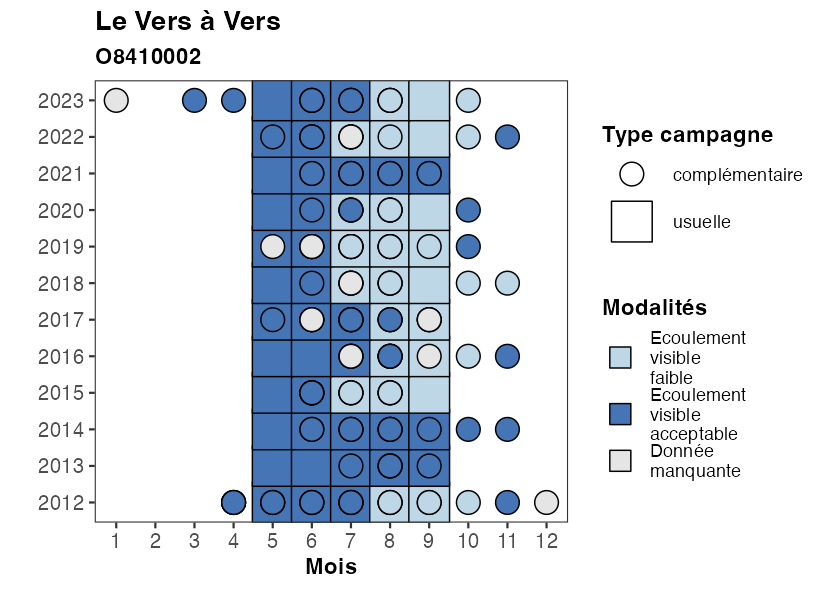 Le Vers à Vers
O8410002
2023
2022
2021
2020
2019
2018
2017
2016
2015
2014
2013
2012
1 2 3 4 5 6 7 8 9 10 11 12
Mois
Type campagne
complémentaire
usuelle
Modalités
Ecoulement
visible
faible
Ecoulement
visible
acceptable
Donnée
manquante